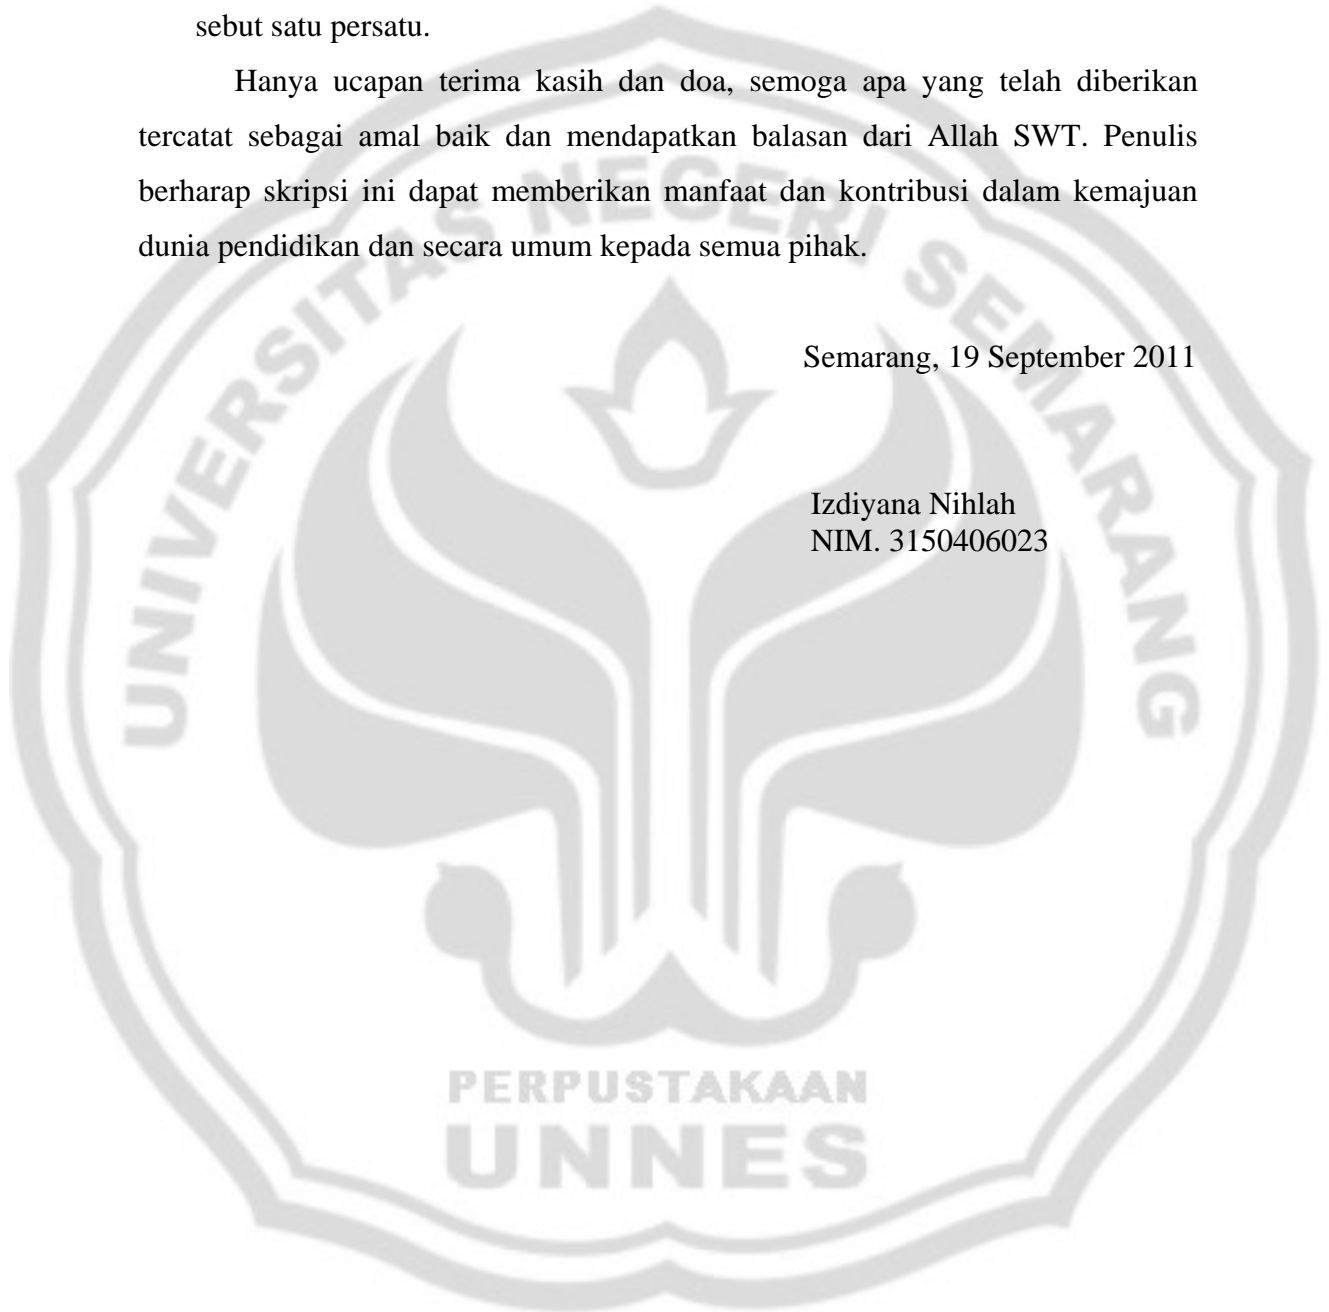 sebut satu persatu.
Hanya ucapan terima kasih dan doa, semoga apa yang telah diberikan
tercatat sebagai amal baik dan mendapatkan balasan dari Allah SWT. Penulis
berharap skripsi ini dapat memberikan manfaat dan kontribusi dalam kemajuan
dunia pendidikan dan secara umum kepada semua pihak.
Semarang, 19 September 2011
Izdiyana Nihlah
NIM. 3150406023
UNIVERSITAS NEGERI SEMARANG
PERPUSTAKAAN
UNNES